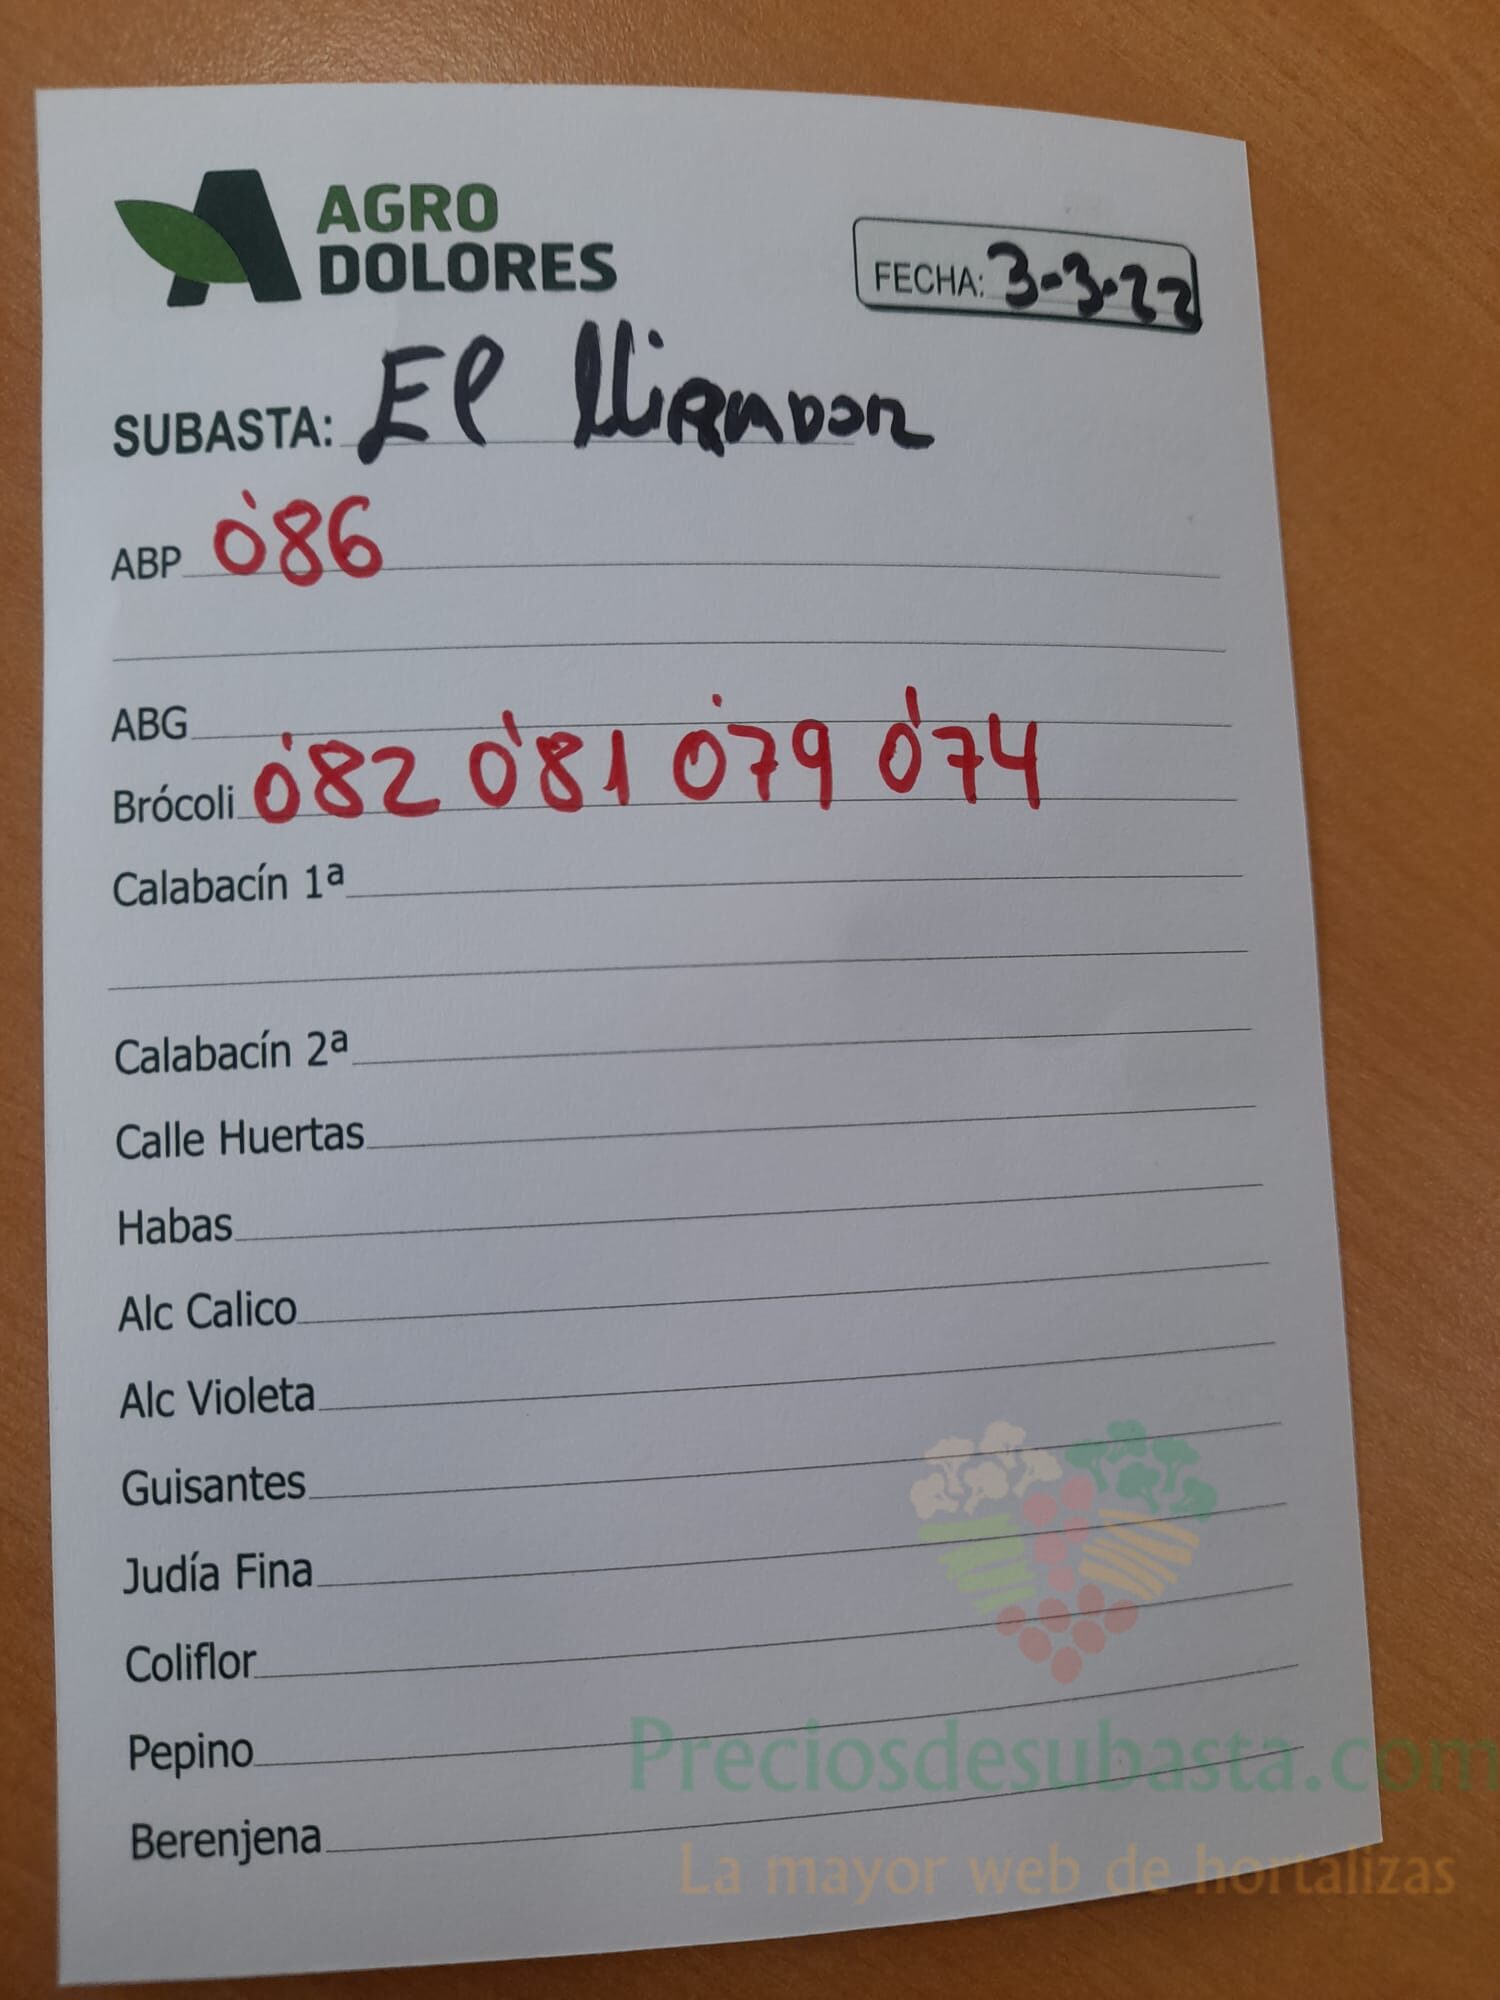 AGRO
DOLORES
FECHA: 3-3-22
SUBASTA: El Mirador
ABP 0'86
ABG
Brócoli 0'82 0'81 0'79 0'74
Calabacín 1ª
Calabacín 2ª
Calle Huertas
Habas
Alc Calico
Alc Violeta
Guisantes
Judía Fina
Coliflor
Pepino
Berenjena
Preciosdesubasta.com
La mayor web de hortalizas